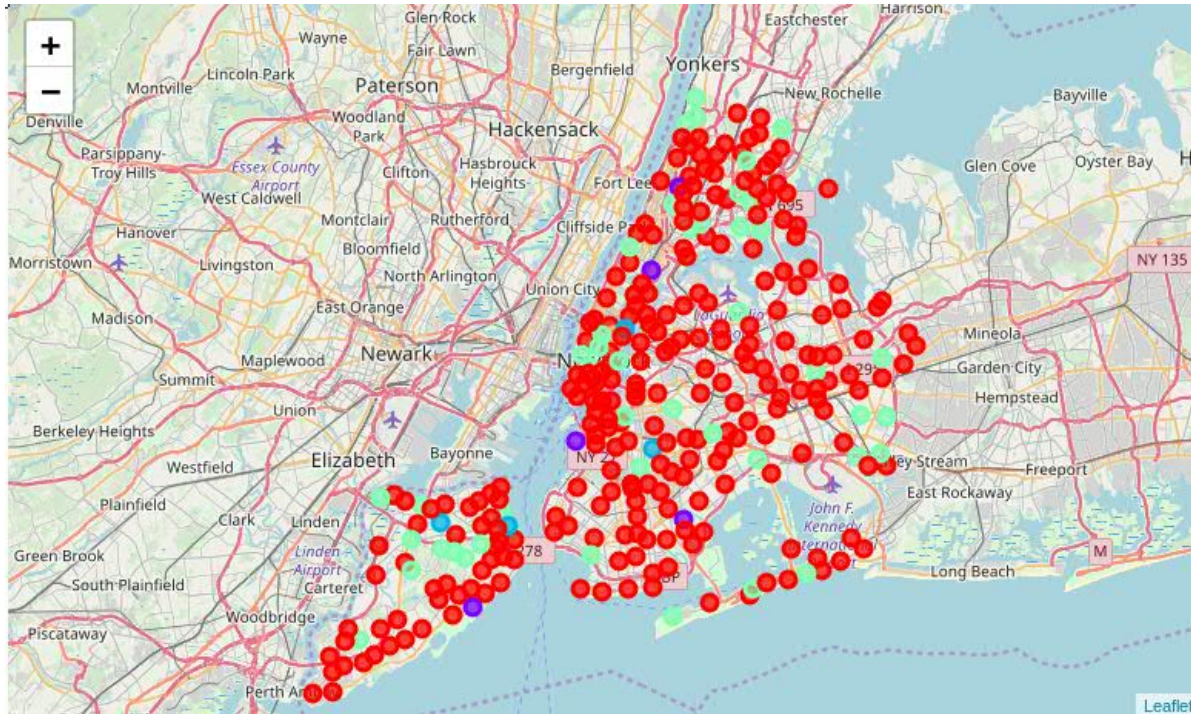 +
−
Glen Rock
Eastchester
Harrison
Wayne
Fair Lawn
Yonkers
Lincoln Park
Paterson
Bergenfield
Montville
New Rochelle
Bayville
Denville
Woodland
Park
Hackensack
Parsippany-
Troy Hills
Essex County
Airport
Clifton
Hasbrouck
Heights
Fort Lee
Glen Cove
Oyster Bay
West Caldwell
695
Montclair
Rutherford
Cliffside
Hanover
Bloomfield
Morristown
Livingston
North Arlington
NY 135
Union City
East Orange
LaGuardia
Madison
Mineola
Maplewood
Newark
Garden City
Summit
Hempstead
Union
Berkeley Heights
Elizabeth
Bayonne
Westfield
Freeport
Plainfield
East Rockaway
Clark
Linden
John F.
Kennedy
Green Brook
Linden
Airport
278
M
South Plainfield
Carteret
Long Beach
Woodbridge
Piscataway
Perth
Leaflet